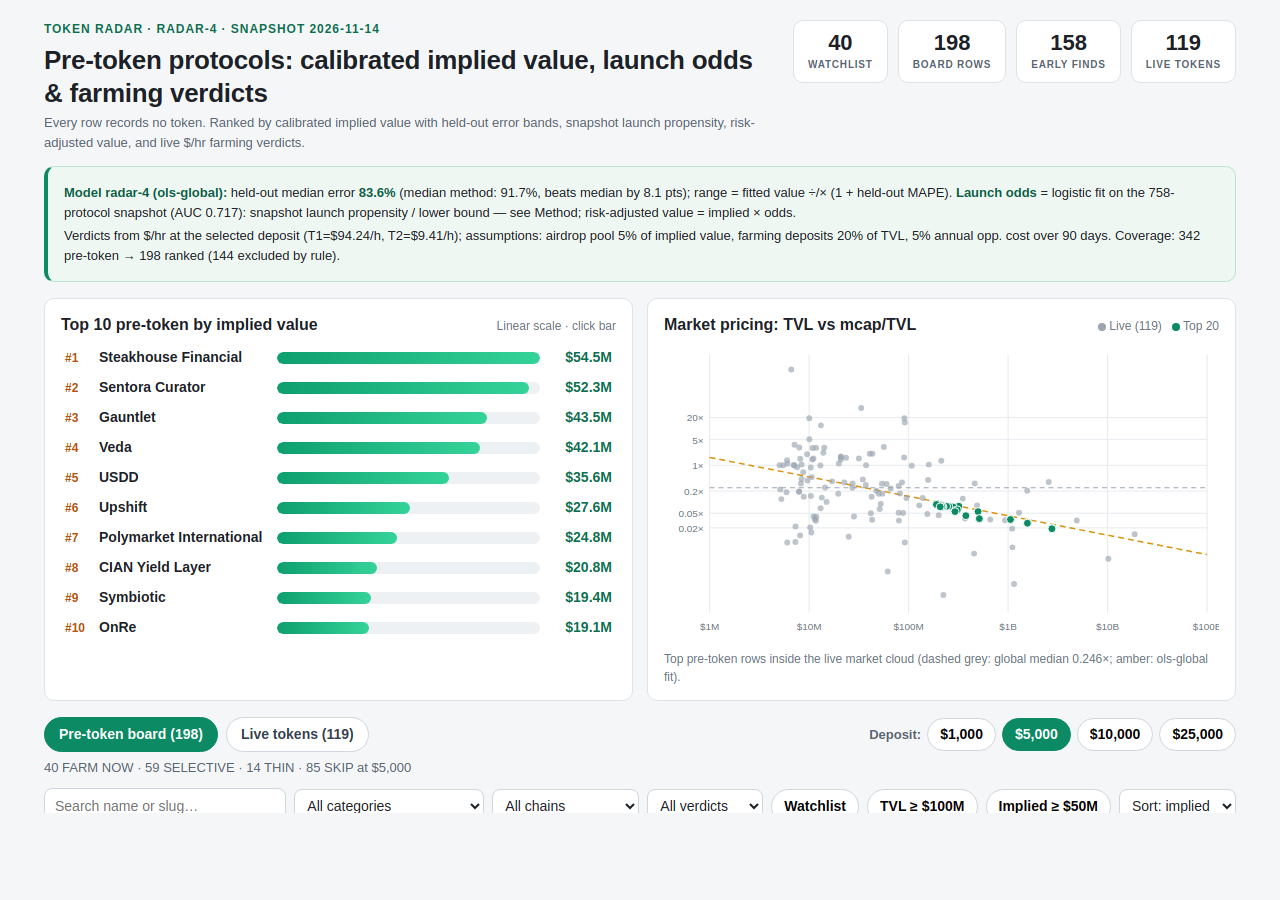 TOKEN RADAR · RADAR-4 · SNAPSHOT 2026-11-14
Pre-token protocols: calibrated implied value, launch odds
& farming verdicts
Every row records no token. Ranked by calibrated implied value with held-out error bands, snapshot launch propensity, risk-
adjusted value, and live $/hr farming verdicts.
40
WATCHLIST
198
BOARD ROWS
158
EARLY FINDS
119
LIVE TOKENS
Model radar-4 (ols-global): held-out median error 83.6% (median method: 91.7%, beats median by 8.1 pts); range = fitted value ÷/× (1 + held-out MAPE). Launch odds = logistic fit on the 758-
protocol snapshot (AUC 0.717): snapshot launch propensity / lower bound — see Method; risk-adjusted value = implied × odds.
Verdicts from $/hr at the selected deposit (T1=$94.24/h, T2=$9.41/h); assumptions: airdrop pool 5% of implied value, farming deposits 20% of TVL, 5% annual opp. cost over 90 days. Coverage: 342
pre-token → 198 ranked (144 excluded by rule).
Top 10 pre-token by implied value
Linear scale · click bar
#1 Steakhouse Financial $54.5M
#2 Sentora Curator $52.3M
#3 Gauntlet $43.5M
#4 Veda $42.1M
#5 USDD $35.6M
#6 Upshift $27.6M
#7 Polymarket International $24.8M
#8 CIAN Yield Layer $20.8M
#9 Symbiotic $19.4M
#10 OnRe $19.1M
Market pricing: TVL vs mcap/TVL
Live (119) Top 20
20×
5×
1×
0.2×
0.05×
0.02×
$1M $10M $100M $1B $10B $100B
Top pre-token rows inside the live market cloud (dashed grey: global median 0.246×; amber: ols-global
fit).
Pre-token board (198) Live tokens (119)
Deposit: $1,000 $5,000 $10,000 $25,000
40 FARM NOW · 59 SELECTIVE · 14 THIN · 85 SKIP at $5,000
Search name or slug… All categories All chains All verdicts Watchlist TVL ≥ $100M Implied ≥ $50M Sort: implied